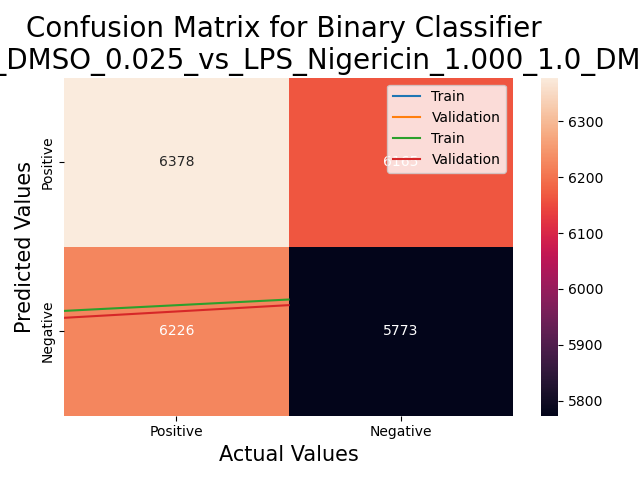 Confusion Matrix for Binary Classifier
_DMSO_0.025_vs_LPS_Nigericin_1.000_1.0_DM
Train
Validation
Train
Validation
Positive
Negative
Predicted Values
6378
6226
5773
Positive
Negative
Actual Values
6300
6200
6100
6000
5900
5800